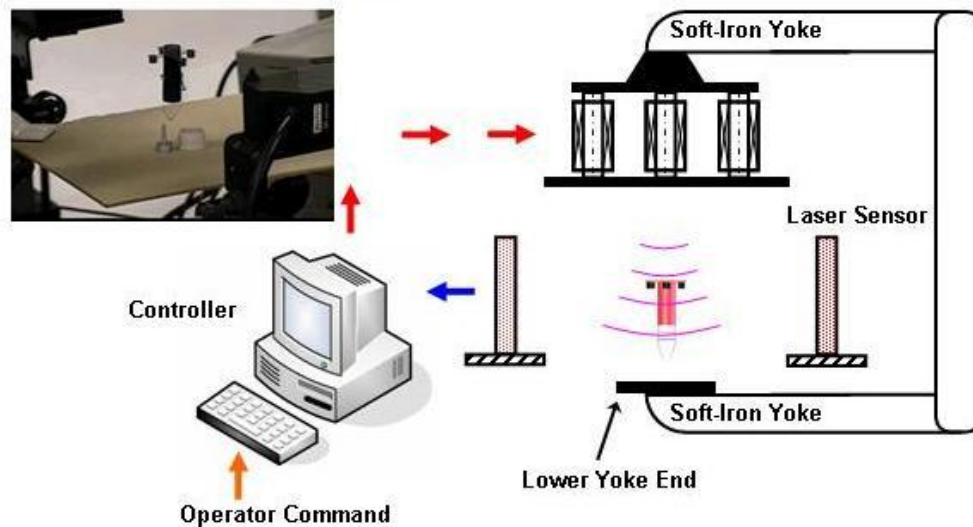 Soft-Iron Yoke
Laser Sensor
Controller
Soft-Iron Yoke
Lower Yoke End
Operator Command